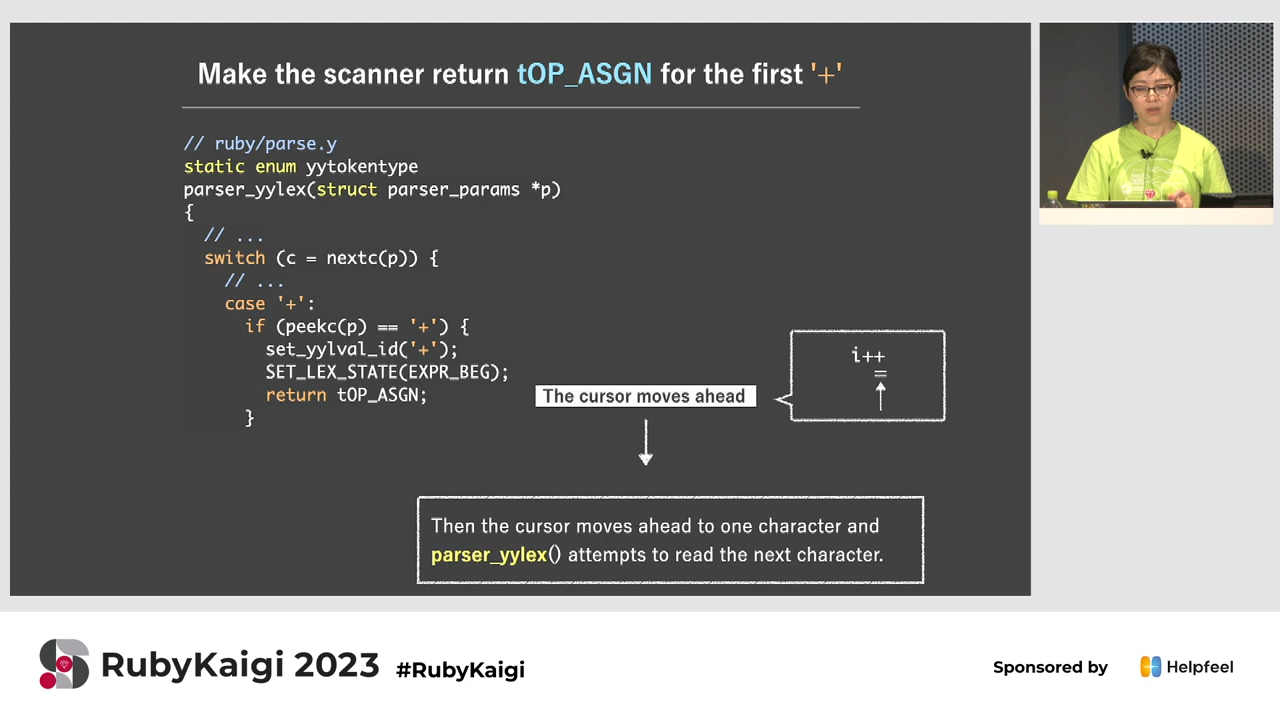 Make the scanner return tOP_ASGN for the first '+'
// ruby/parse.y
static enum yytokentype
parser_yylex(struct parser_params *p)
{
// ...
switch (c = nextc(p)) {
// ...
case '+':
if (peekc(p) == '+') {
set_yylval_id('+');
SET_LEX_STATE(EXPR_BEG);
return tOP_ASGN;
}
The cursor moves ahead
i++
=
Then the cursor moves ahead to one character and
parser_yylex() attempts to read the next character.
RubyKaigi 2023 #RubyKaigi
Sponsored by Helpfeel